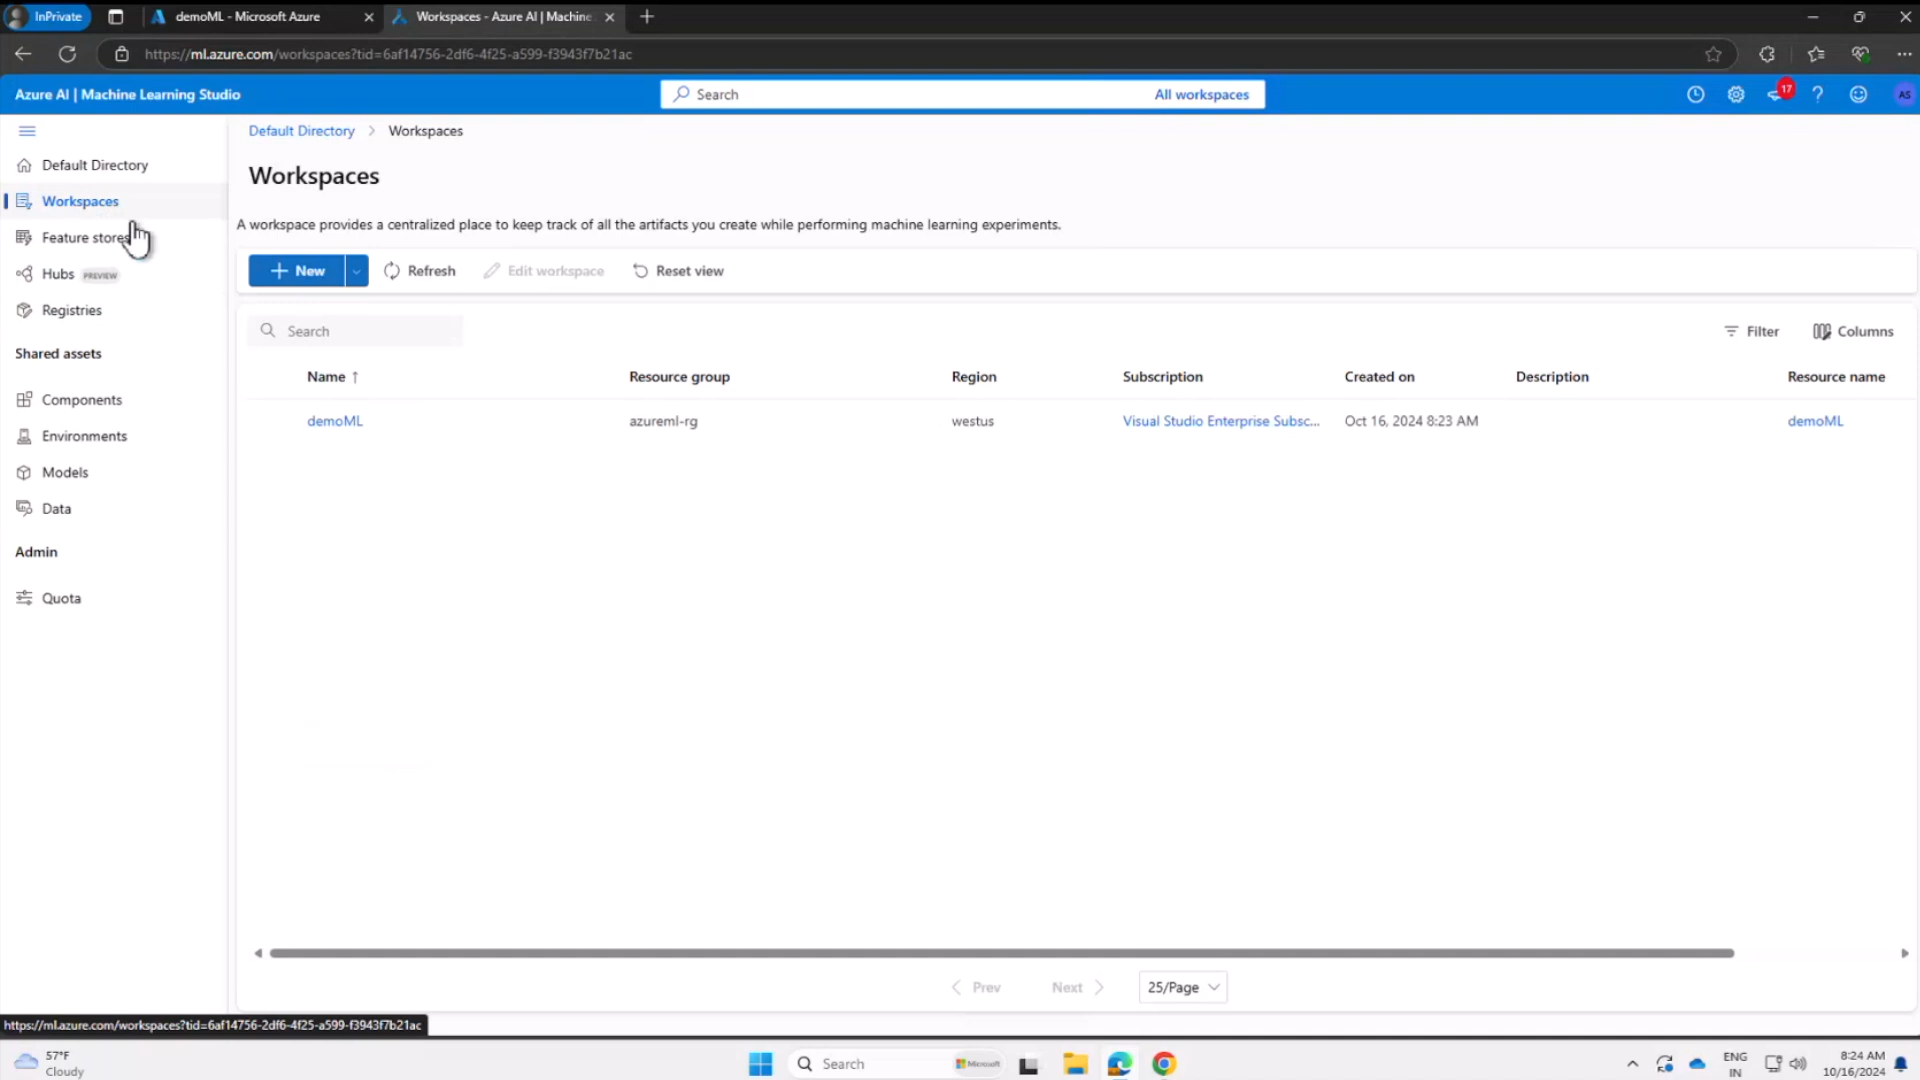 InPrivate
demoML - Microsoft Azure
Workspaces - Azure AI | Machine
https://ml.azure.com/workspaces?tid=6af14756-2df6-4f25-a599-f3943f7b21ac
Azure AI | Machine Learning Studio
Search
All workspaces
17
?
AS
Default Directory
Workspaces
Feature stores
Hubs PREVIEW
Registries
Shared assets
Components
Environments
Models
Data
Admin
Quota
Default Directory > Workspaces
Workspaces
A workspace provides a centralized place to keep track of all the artifacts you create while performing machine learning experiments.
+ New
Refresh
Edit workspace
Reset view
Search
Filter
Columns
Name ↑ Resource group Region Subscription Created on Description Resource name
demoML azureml-rg westus Visual Studio Enterprise Subsc... Oct 16, 2024 8:23 AM demoML
< Prev
Next >
25/Page
https://ml.azure.com/workspaces?tid=6af14756-2df6-4f25-a599-f3943f7b21ac
57°F
Cloudy
Search
Microsoft
ENG
IN
8:24 AM
10/16/2024